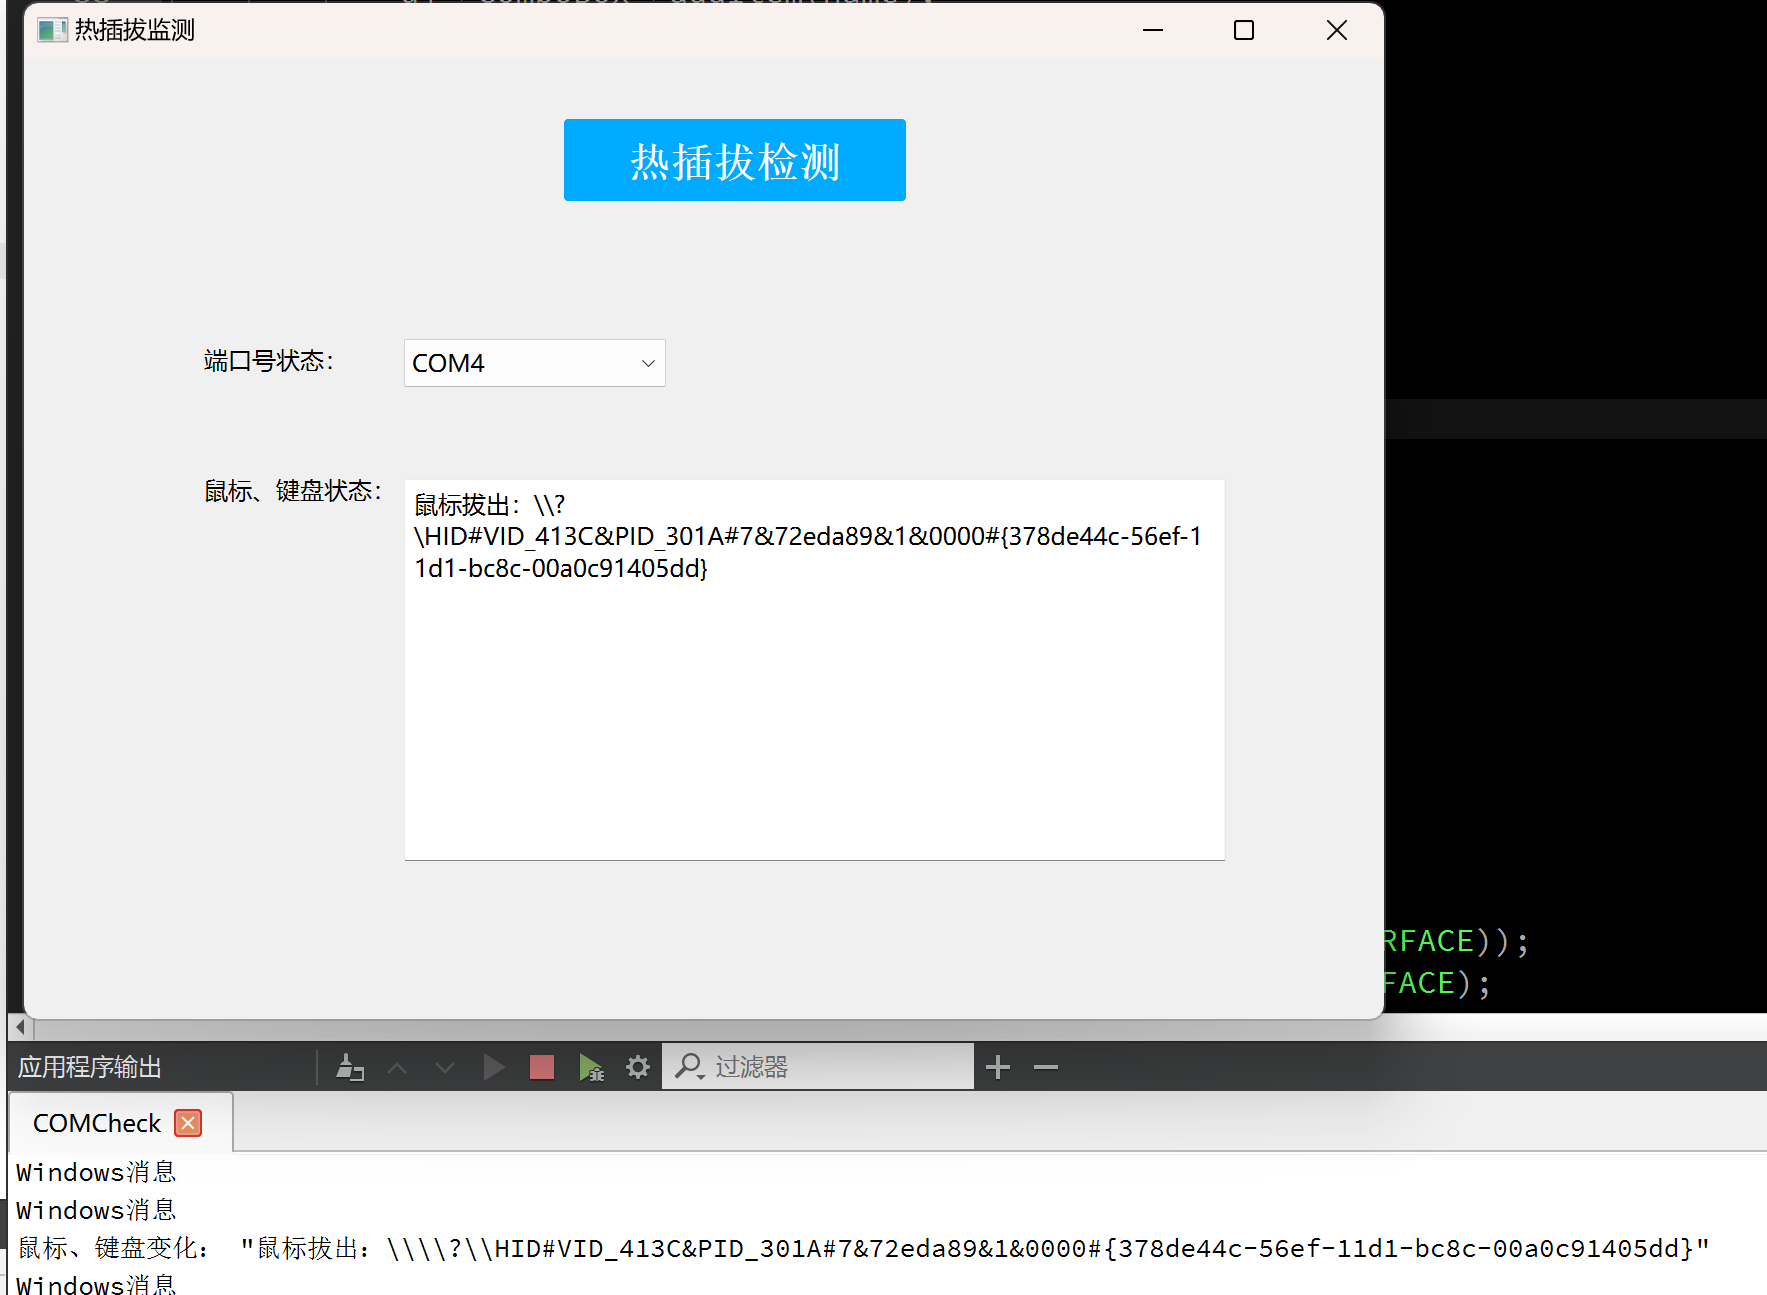 热插拔监测
热插拔检测
端口号状态：
COM4
鼠标、键盘状态：
鼠标拔出：\\?
\HID#VID_413C&PID_301A#7&72eda89&1&0000#{378de44c-56ef-1
1d1-bc8c-00a0c91405dd}
RFACE));
FACE);
应用程序输出
过滤器
COMCheck
Windows消息
Windows消息
鼠标、键盘变化： "鼠标拔出：\\\\?\\HID#VID_413C&PID_301A#7&72eda89&1&0000#{378de44c-56ef-11d1-bc8c-00a0c91405dd}"
Windows消息